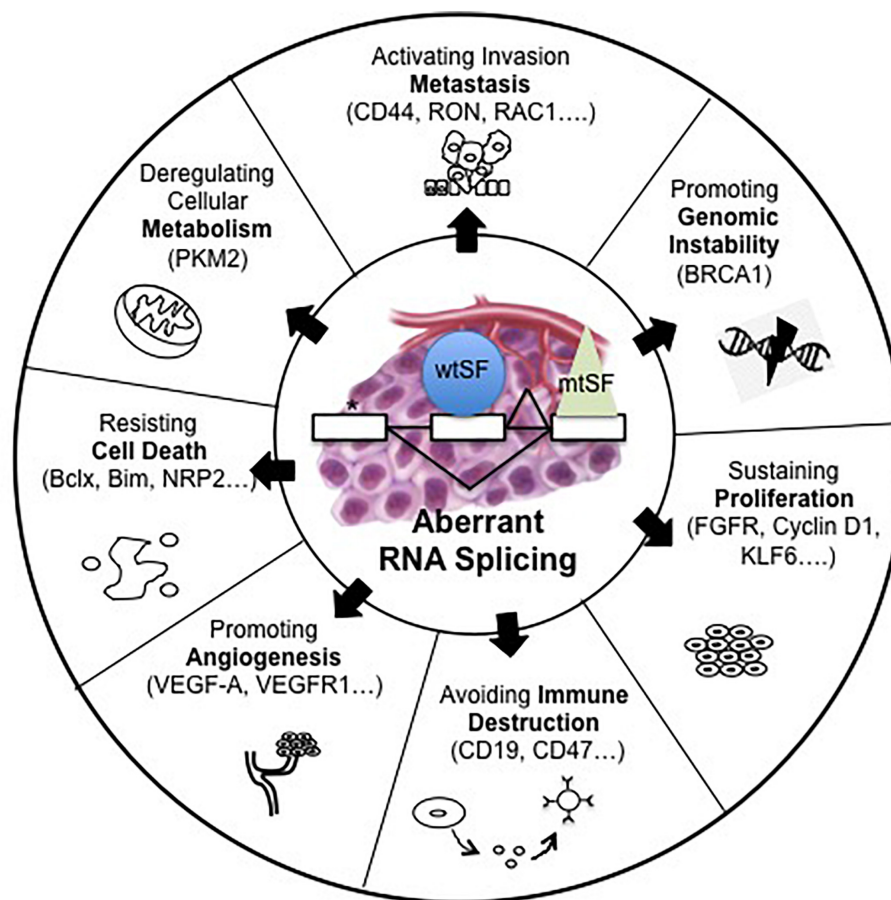 Activating Invasion
Metastasis
(CD44, RON, RAC1....)
Promoting
Genomic
Instability
(BRCA1)
Sustaining
Proliferation
(FGFR, Cyclin D1,
KLF6....)
Avoiding Immune
Destruction
(CD19, CD47...)
Promoting
Angiogenesis
(VEGF-A, VEGFR1...)
Resisting
Cell Death
(Bclx, Bim, NRP2...)
Deregulating
Cellular
Metabolism
(PKM2)
wtSF
mtSF
*
Aberrant
RNA Splicing